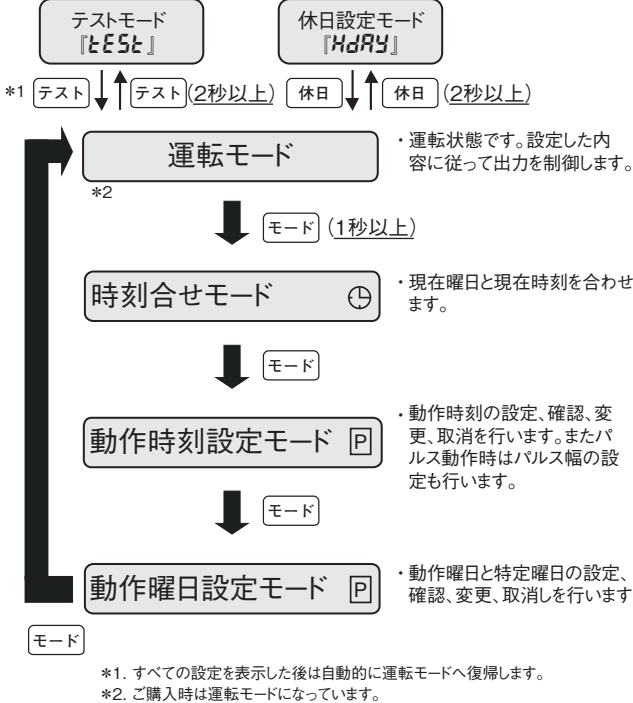 テストモード
『tESt』
休日設定モード
『HdAY』
*1 テスト テスト (2秒以上) 休日 休日 (2秒以上)
運転モード
・運転状態です。設定した内
容に従って出力を制御します。
*2
モード (1秒以上)
時刻合せモード
・現在曜日と現在時刻を合わせ
ます。
モード
動作時刻設定モード P
・動作時刻の設定、確認、変
更、取消を行います。またパ
ルス動作時はパルス幅の設
定も行います。
モード
動作曜日設定モード P
・動作曜日と特定曜日の設定、
確認、変更、取消しを行います
モード
*1. すべての設定を表示した後は自動的に運転モードへ復帰します。
*2. ご購入時は運転モードになっています。